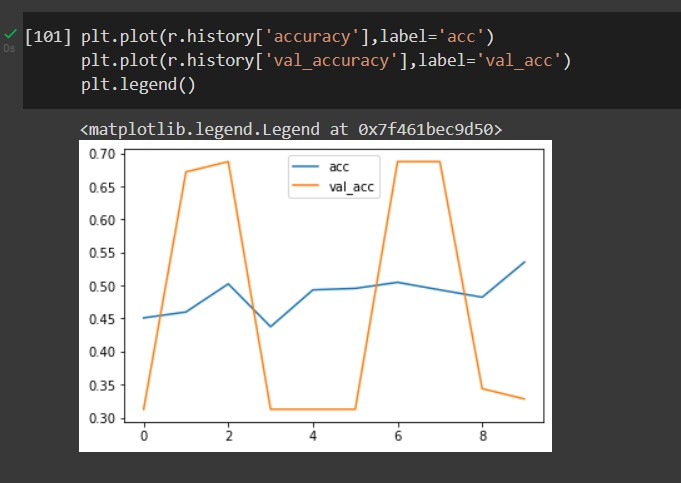 [101] plt.plot(r.history['accuracy'],label='acc')
plt.plot(r.history['val_accuracy'],label='val_acc')
plt.legend()
0s
<matplotlib.legend.Legend at 0x7f461bec9d50>
0.70
0.65
0.60
0.55
0.50
0.45
0.40
0.35
0.30
acc
val_acc
0 2 4 6 8